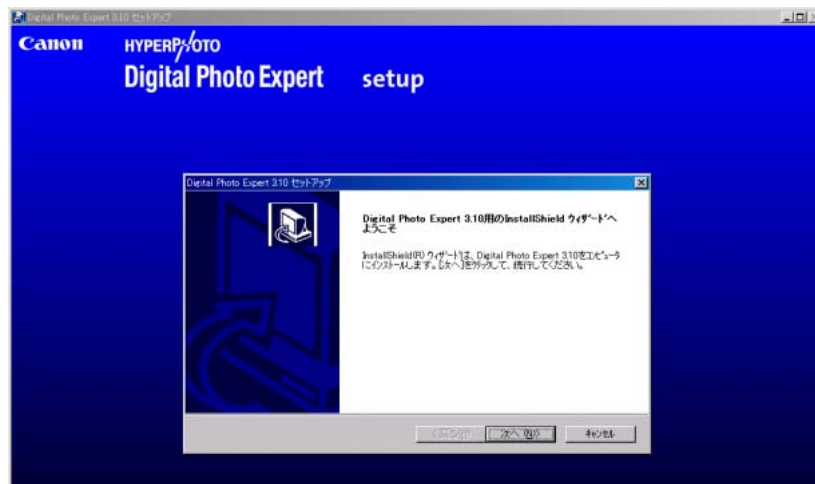 Digital Photo Expert 3.10 セットアップ
Canon
HYPERPHOTO
Digital Photo Expert setup
Digital Photo Expert 3.10 セットアップ
Digital Photo Expert 3.10用のInstallShield ウィザードへ
ようこそ
InstallShield(R) ウィザードは、Digital Photo Expert 3.10をコンピュータ
にインストールします。[次へ]をクリックして、続行してください。
< 戻る(B) 次へ(N)> キャンセル